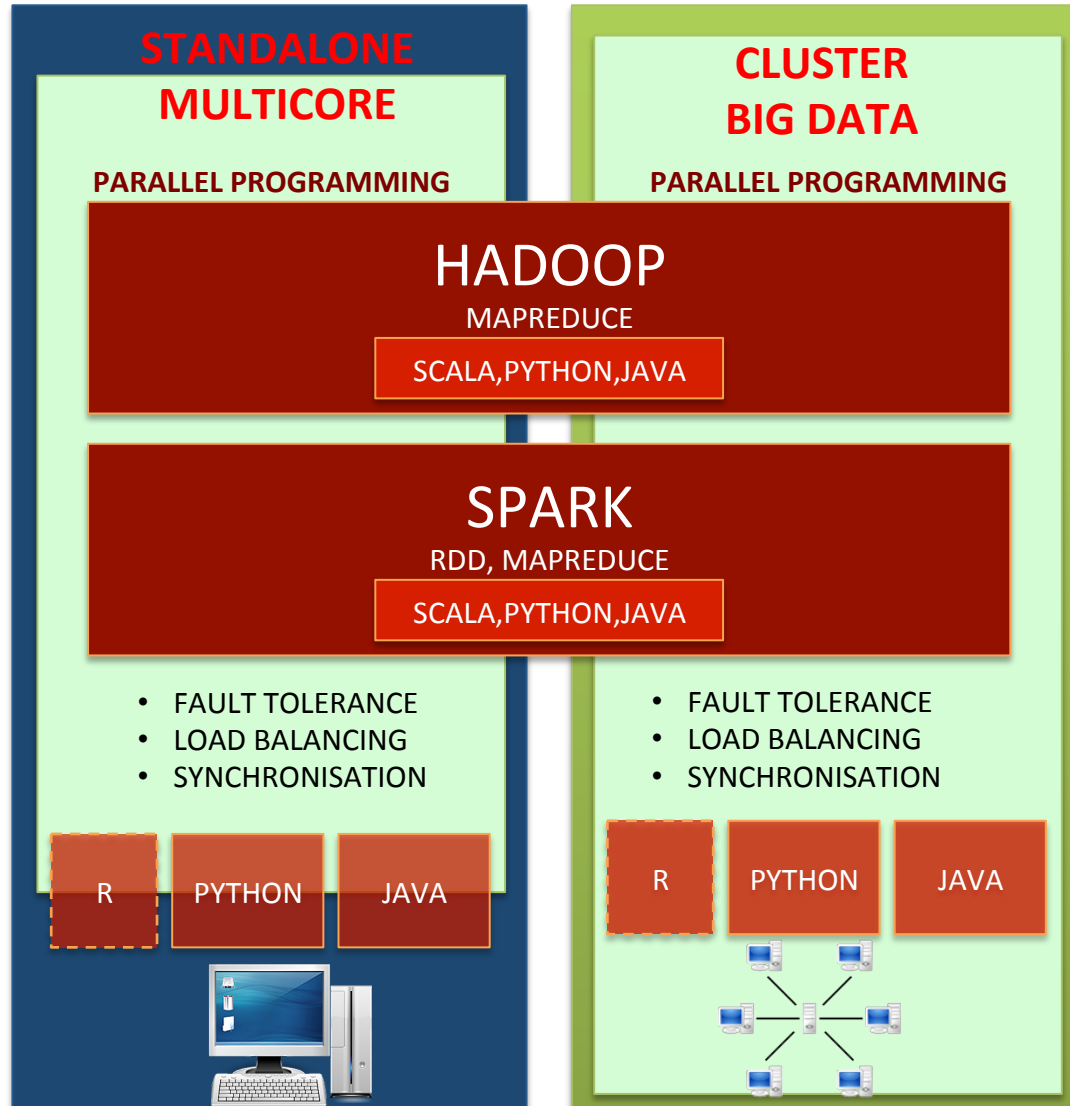 STANDALONE
MULTICORE
PARALLEL PROGRAMMING
CLUSTER
BIG DATA
PARALLEL PROGRAMMING
HADOOP
MAPREDUCE
SCALA,PYTHON,JAVA
SPARK
RDD, MAPREDUCE
SCALA,PYTHON,JAVA
• FAULT TOLERANCE
• LOAD BALANCING
• SYNCHRONISATION
• FAULT TOLERANCE
• LOAD BALANCING
• SYNCHRONISATION
R
PYTHON
JAVA
R
PYTHON
JAVA